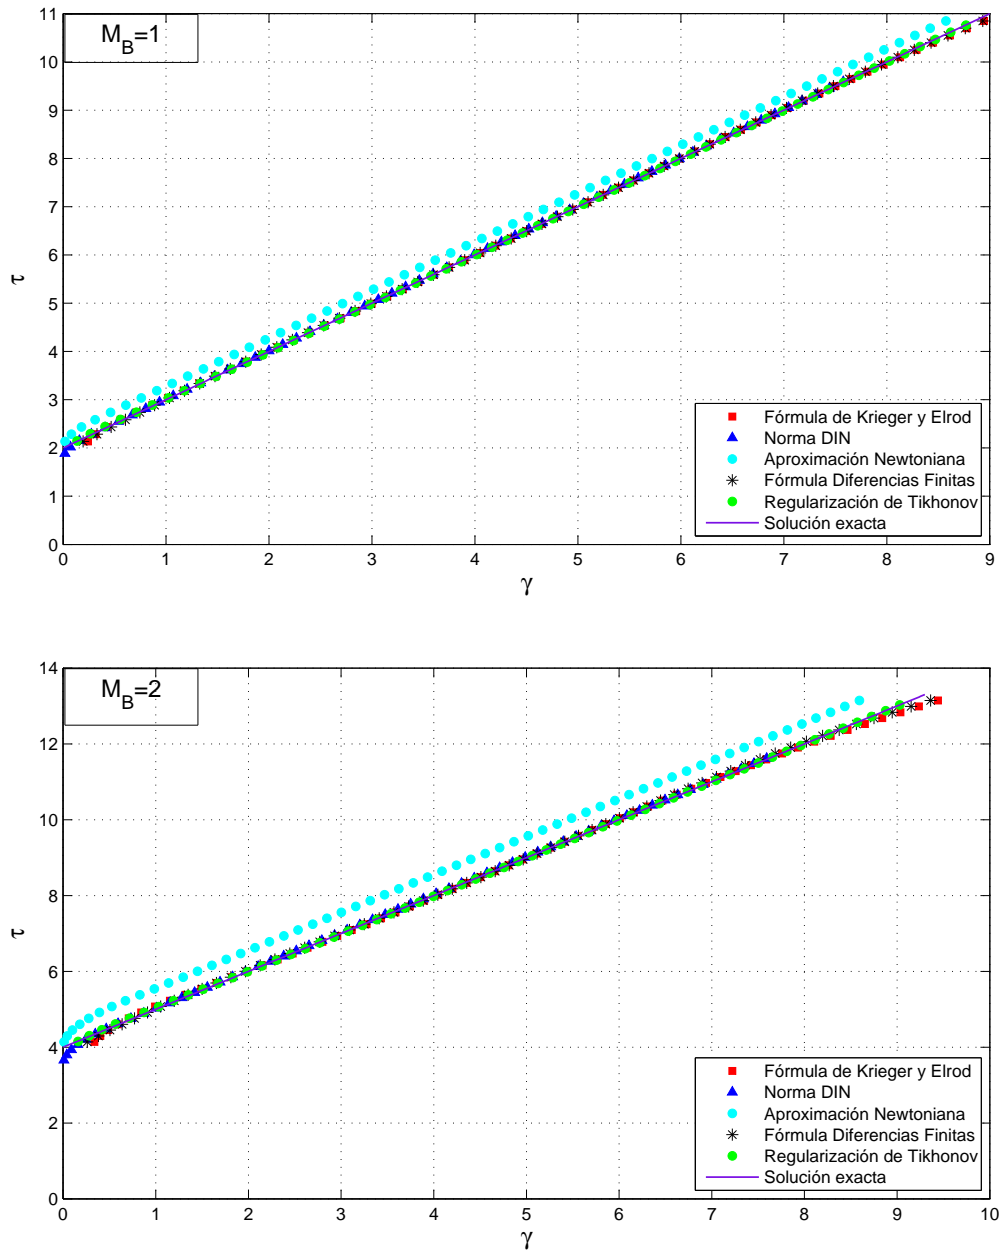 M_B=1
11
10
9
8
7
6
5
4
3
2
1
0
τ
Fórmula de Krieger y Elrod
Norma DIN
Aproximación Newtoniana
Fórmula Diferencias Finitas
Regularización de Tikhonov
Solución exacta
0 1 2 3 4 5 6 7 8 9
γ
M_B=2
14
12
10
8
6
4
2
0
τ
Fórmula de Krieger y Elrod
Norma DIN
Aproximación Newtoniana
Fórmula Diferencias Finitas
Regularización de Tikhonov
Solución exacta
0 1 2 3 4 5 6 7 8 9 10
γ